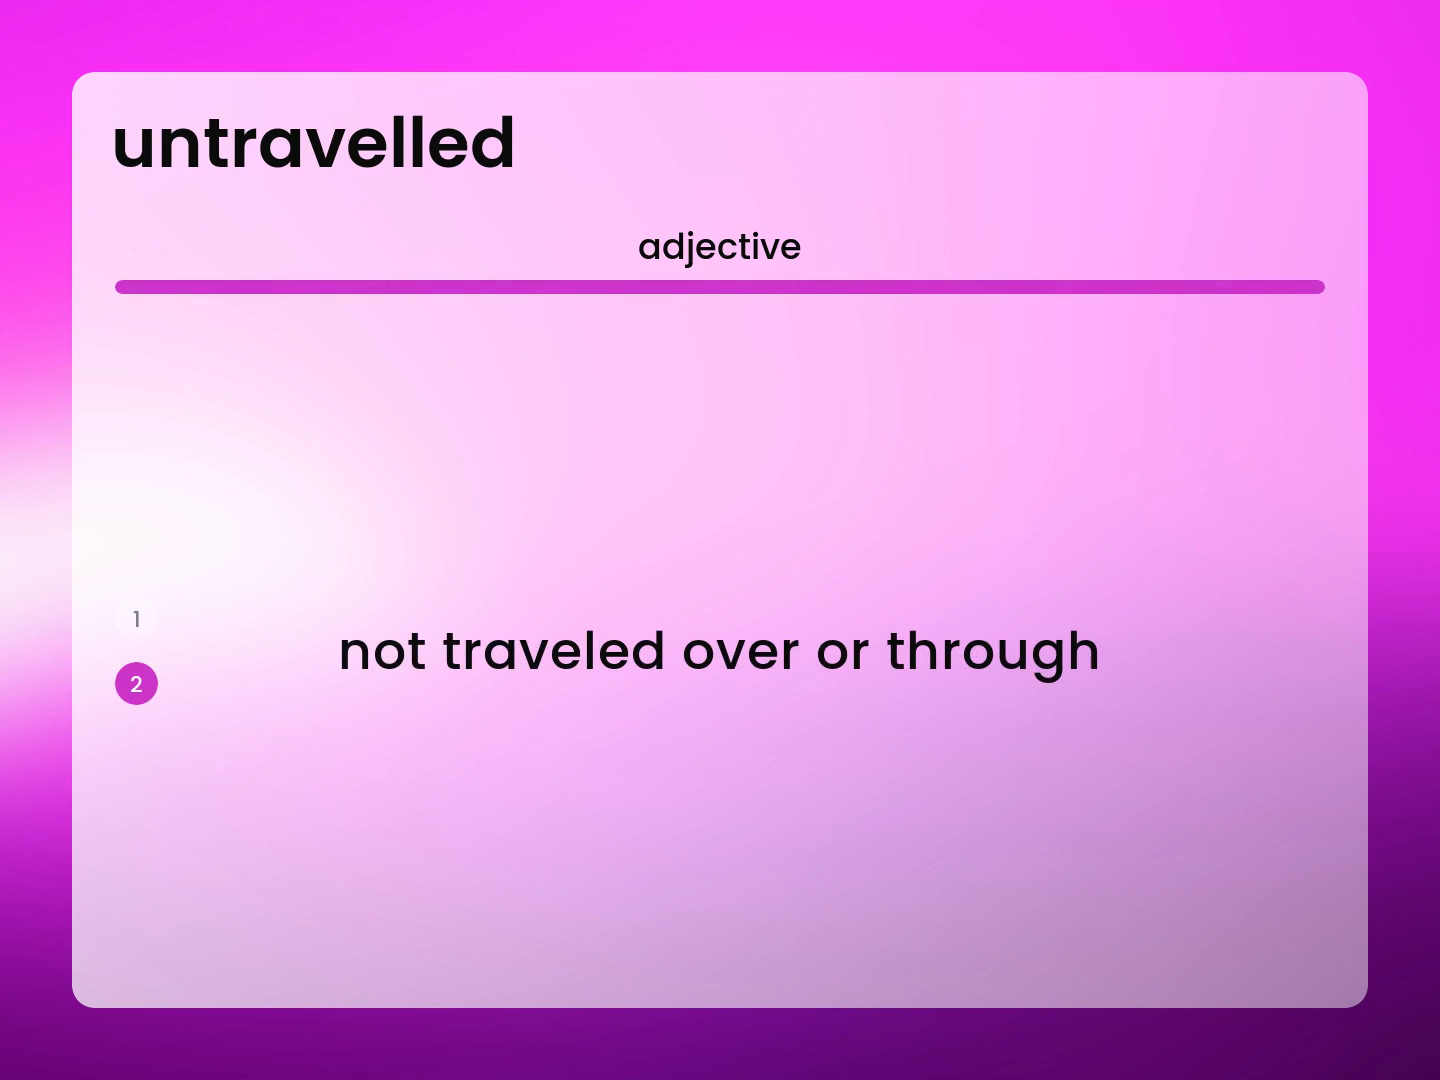 untravelled
adjective
1
not traveled over or through
2